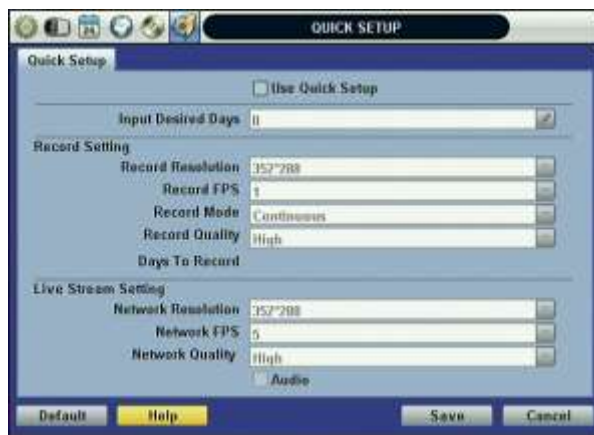 QUICK SETUP
Quick Setup
Use Quick Setup
Input Desired Days 0
Record Setting
Record Resolution 352*288
Record FPS 1
Record Mode Continuous
Record Quality High
Days To Record
Live Stream Setting
Network Resolution 352*288
Network FPS 5
Network Quality High
Audio
Default Help Save Cancel